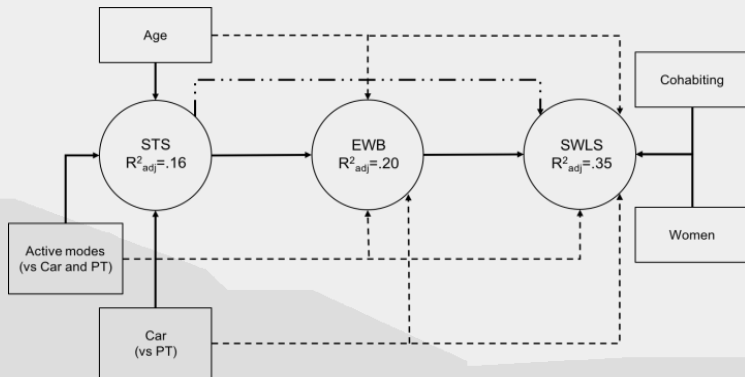 Age
Cohabiting
STS
R²adj=.16
EWB
R²adj=.20
SWLS
R²adj=.35
Active modes
(vs Car and PT)
Women
Car
(vs PT)